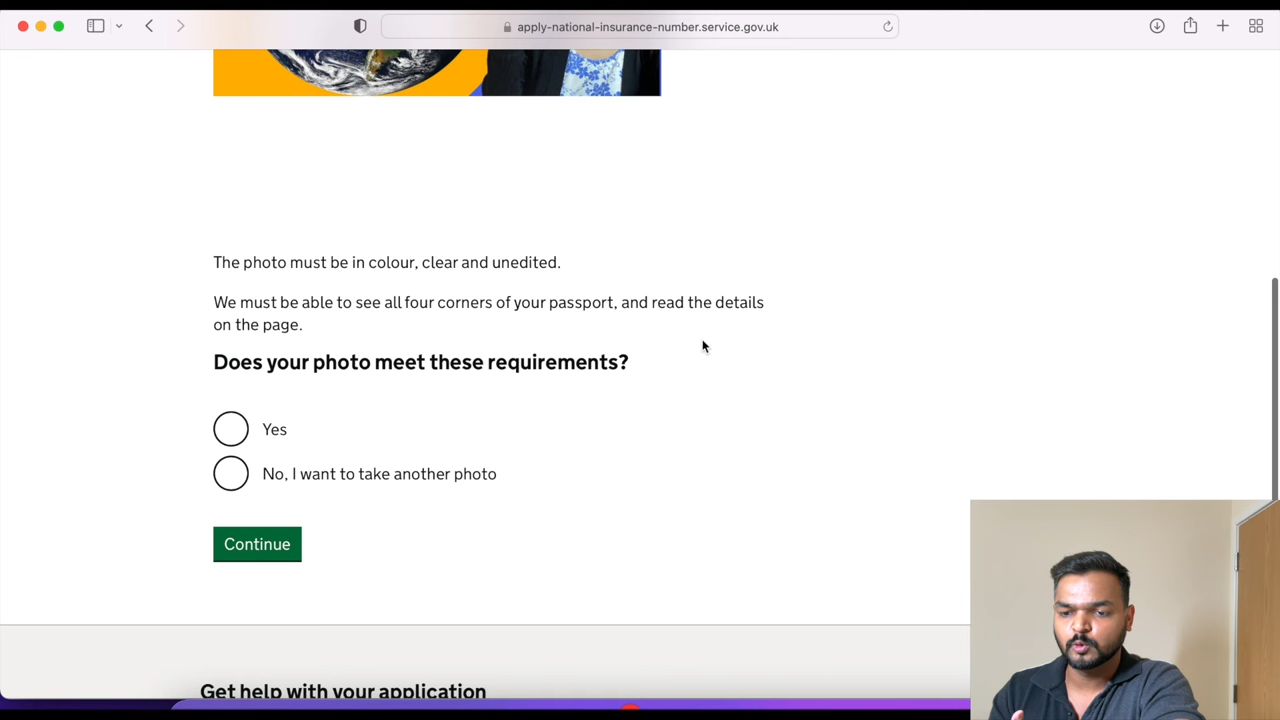 apply-national-insurance-number.service.gov.uk
The photo must be in colour, clear and unedited.
We must be able to see all four corners of your passport, and read the details
on the page.
Does your photo meet these requirements?
Yes
No, I want to take another photo
Continue
Get help with your application